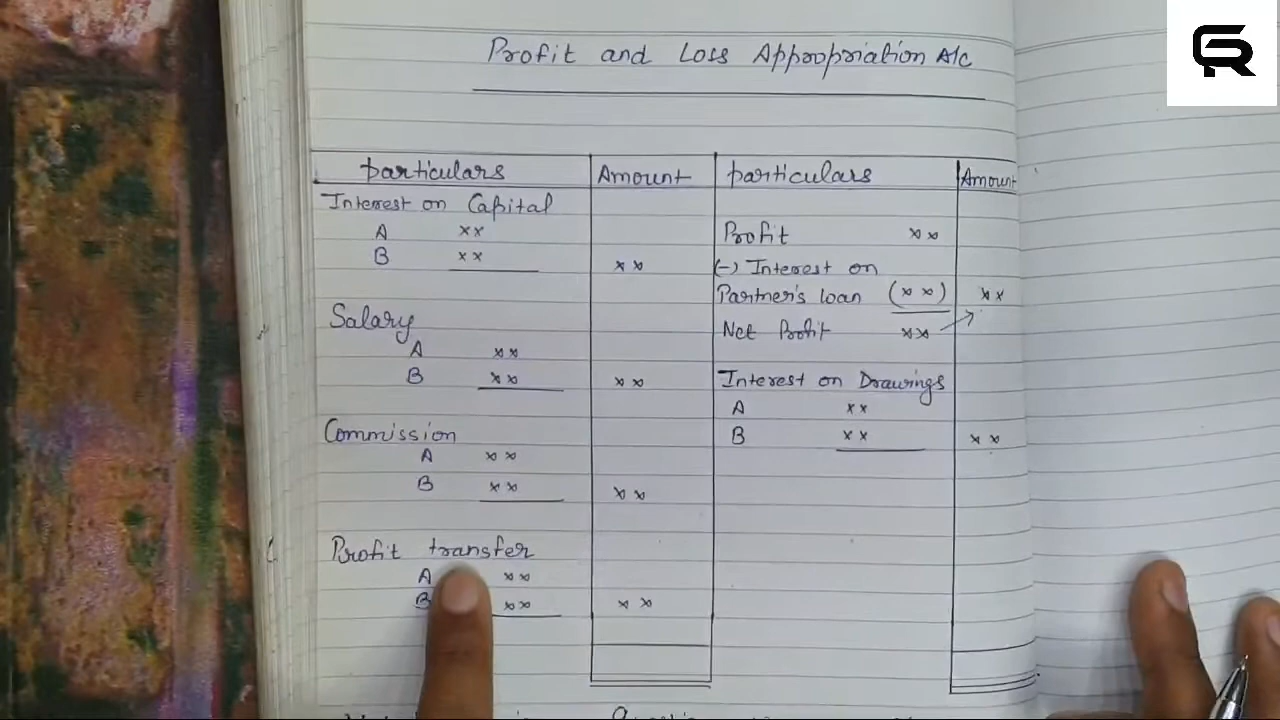 Profit and Loss Appropriation A/c
Particulars Amount Particulars Amount
Interest on Capital
A xx
B xx xx
Salary
A xx
B xx xx
Commission
A xx
B xx xx
Profit transfer
A xx
B xx xx
Profit xx
(-) Interest on
Partner's loan (xx) xx
Net Profit xx
Interest on Drawings
A xx
B xx xx
GR